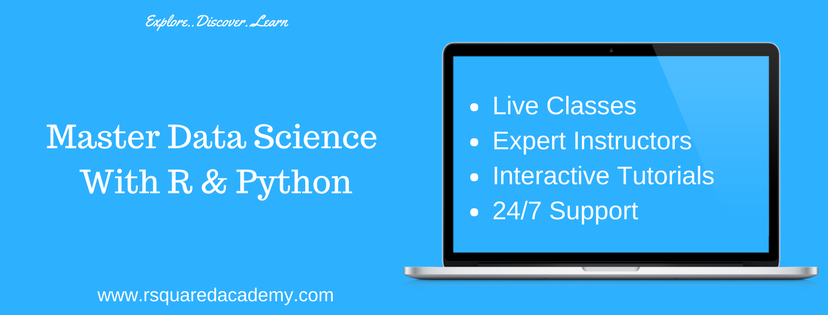 Explore..Discover..Learn
Master Data Science
With R & Python
www.rsquaredacademy.com
• Live Classes
• Expert Instructors
• Interactive Tutorials
• 24/7 Support